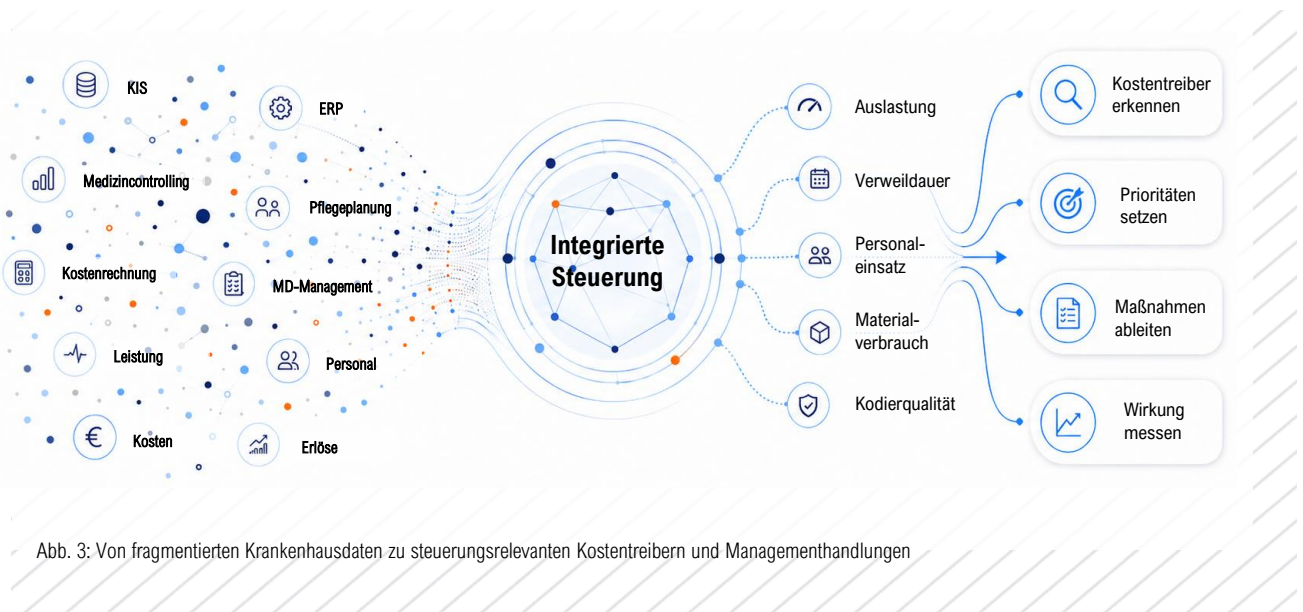 KIS
ERP
Medizincontrolling
Pflegeplanung
Kostenrechnung
MD-Management
Leistung
Personal
€
Kosten
Erlöse
Integrierte
Steuerung
Auslastung
Verweildauer
Personal-
einsatz
Material-
verbrauch
Kodierqualität
Kostentreiber
erkennen
Prioritäten
setzen
Maßnahmen
ableiten
Wirkung
messen
Abb. 3: Von fragmentierten Krankenhausdaten zu steuerungsrelevanten Kostentreibern und Managementhandlungen